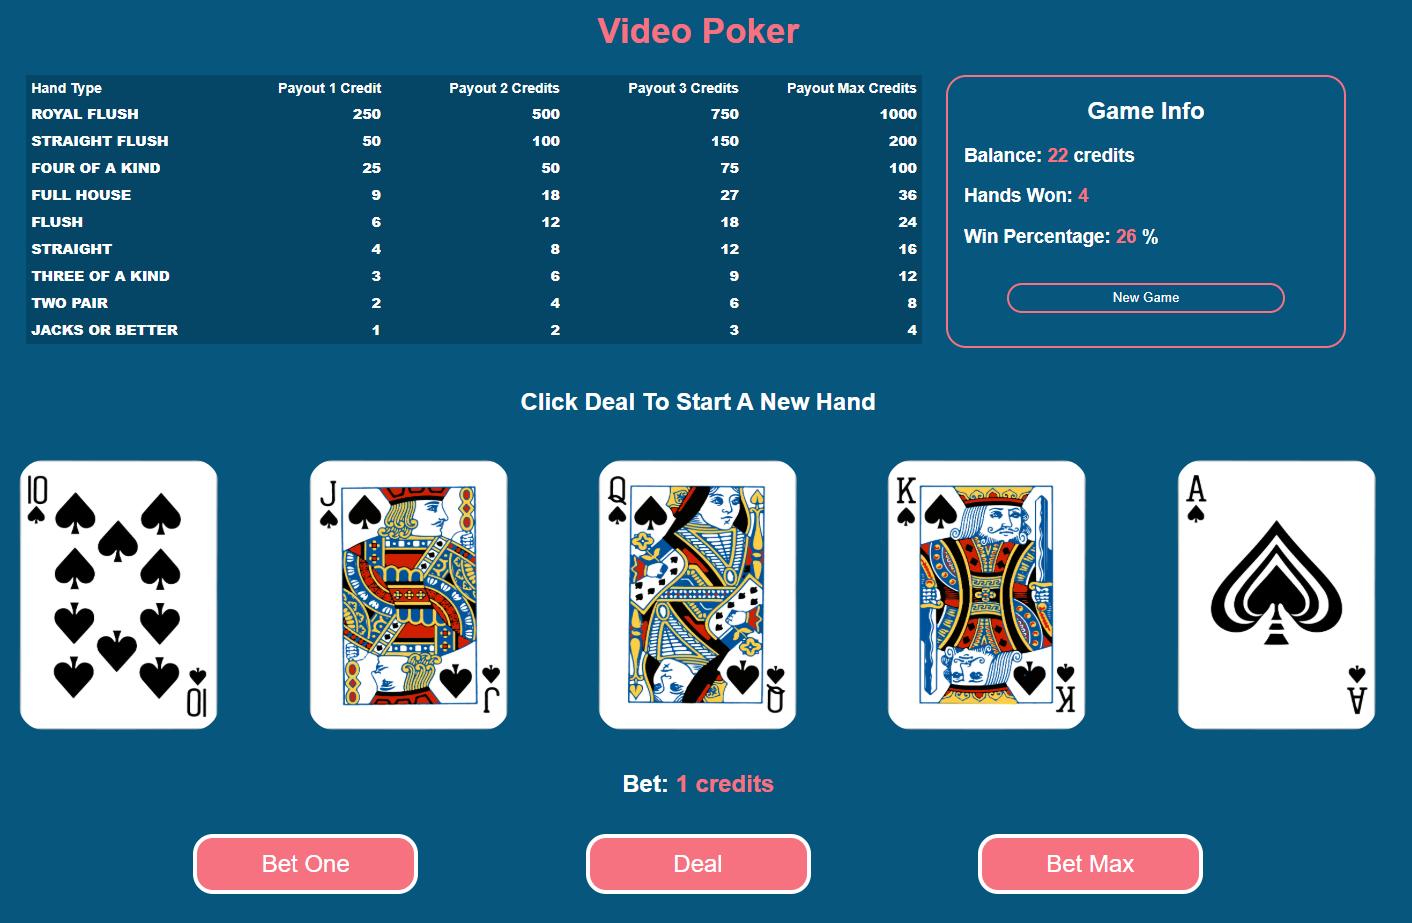 Video Poker
Hand Type Payout 1 Credit Payout 2 Credits Payout 3 Credits Payout Max Credits
ROYAL FLUSH 250 500 750 1000
STRAIGHT FLUSH 50 100 150 200
FOUR OF A KIND 25 50 75 100
FULL HOUSE 9 18 27 36
FLUSH 6 12 18 24
STRAIGHT 4 8 12 16
THREE OF A KIND 3 6 9 12
TWO PAIR 2 4 6 8
JACKS OR BETTER 1 2 3 4
Game Info
Balance: 22 credits
Hands Won: 4
Win Percentage: 26 %
New Game
Click Deal To Start A New Hand
10 J Q K A
10 J Q K A
Bet: 1 credits
Bet One Deal Bet Max